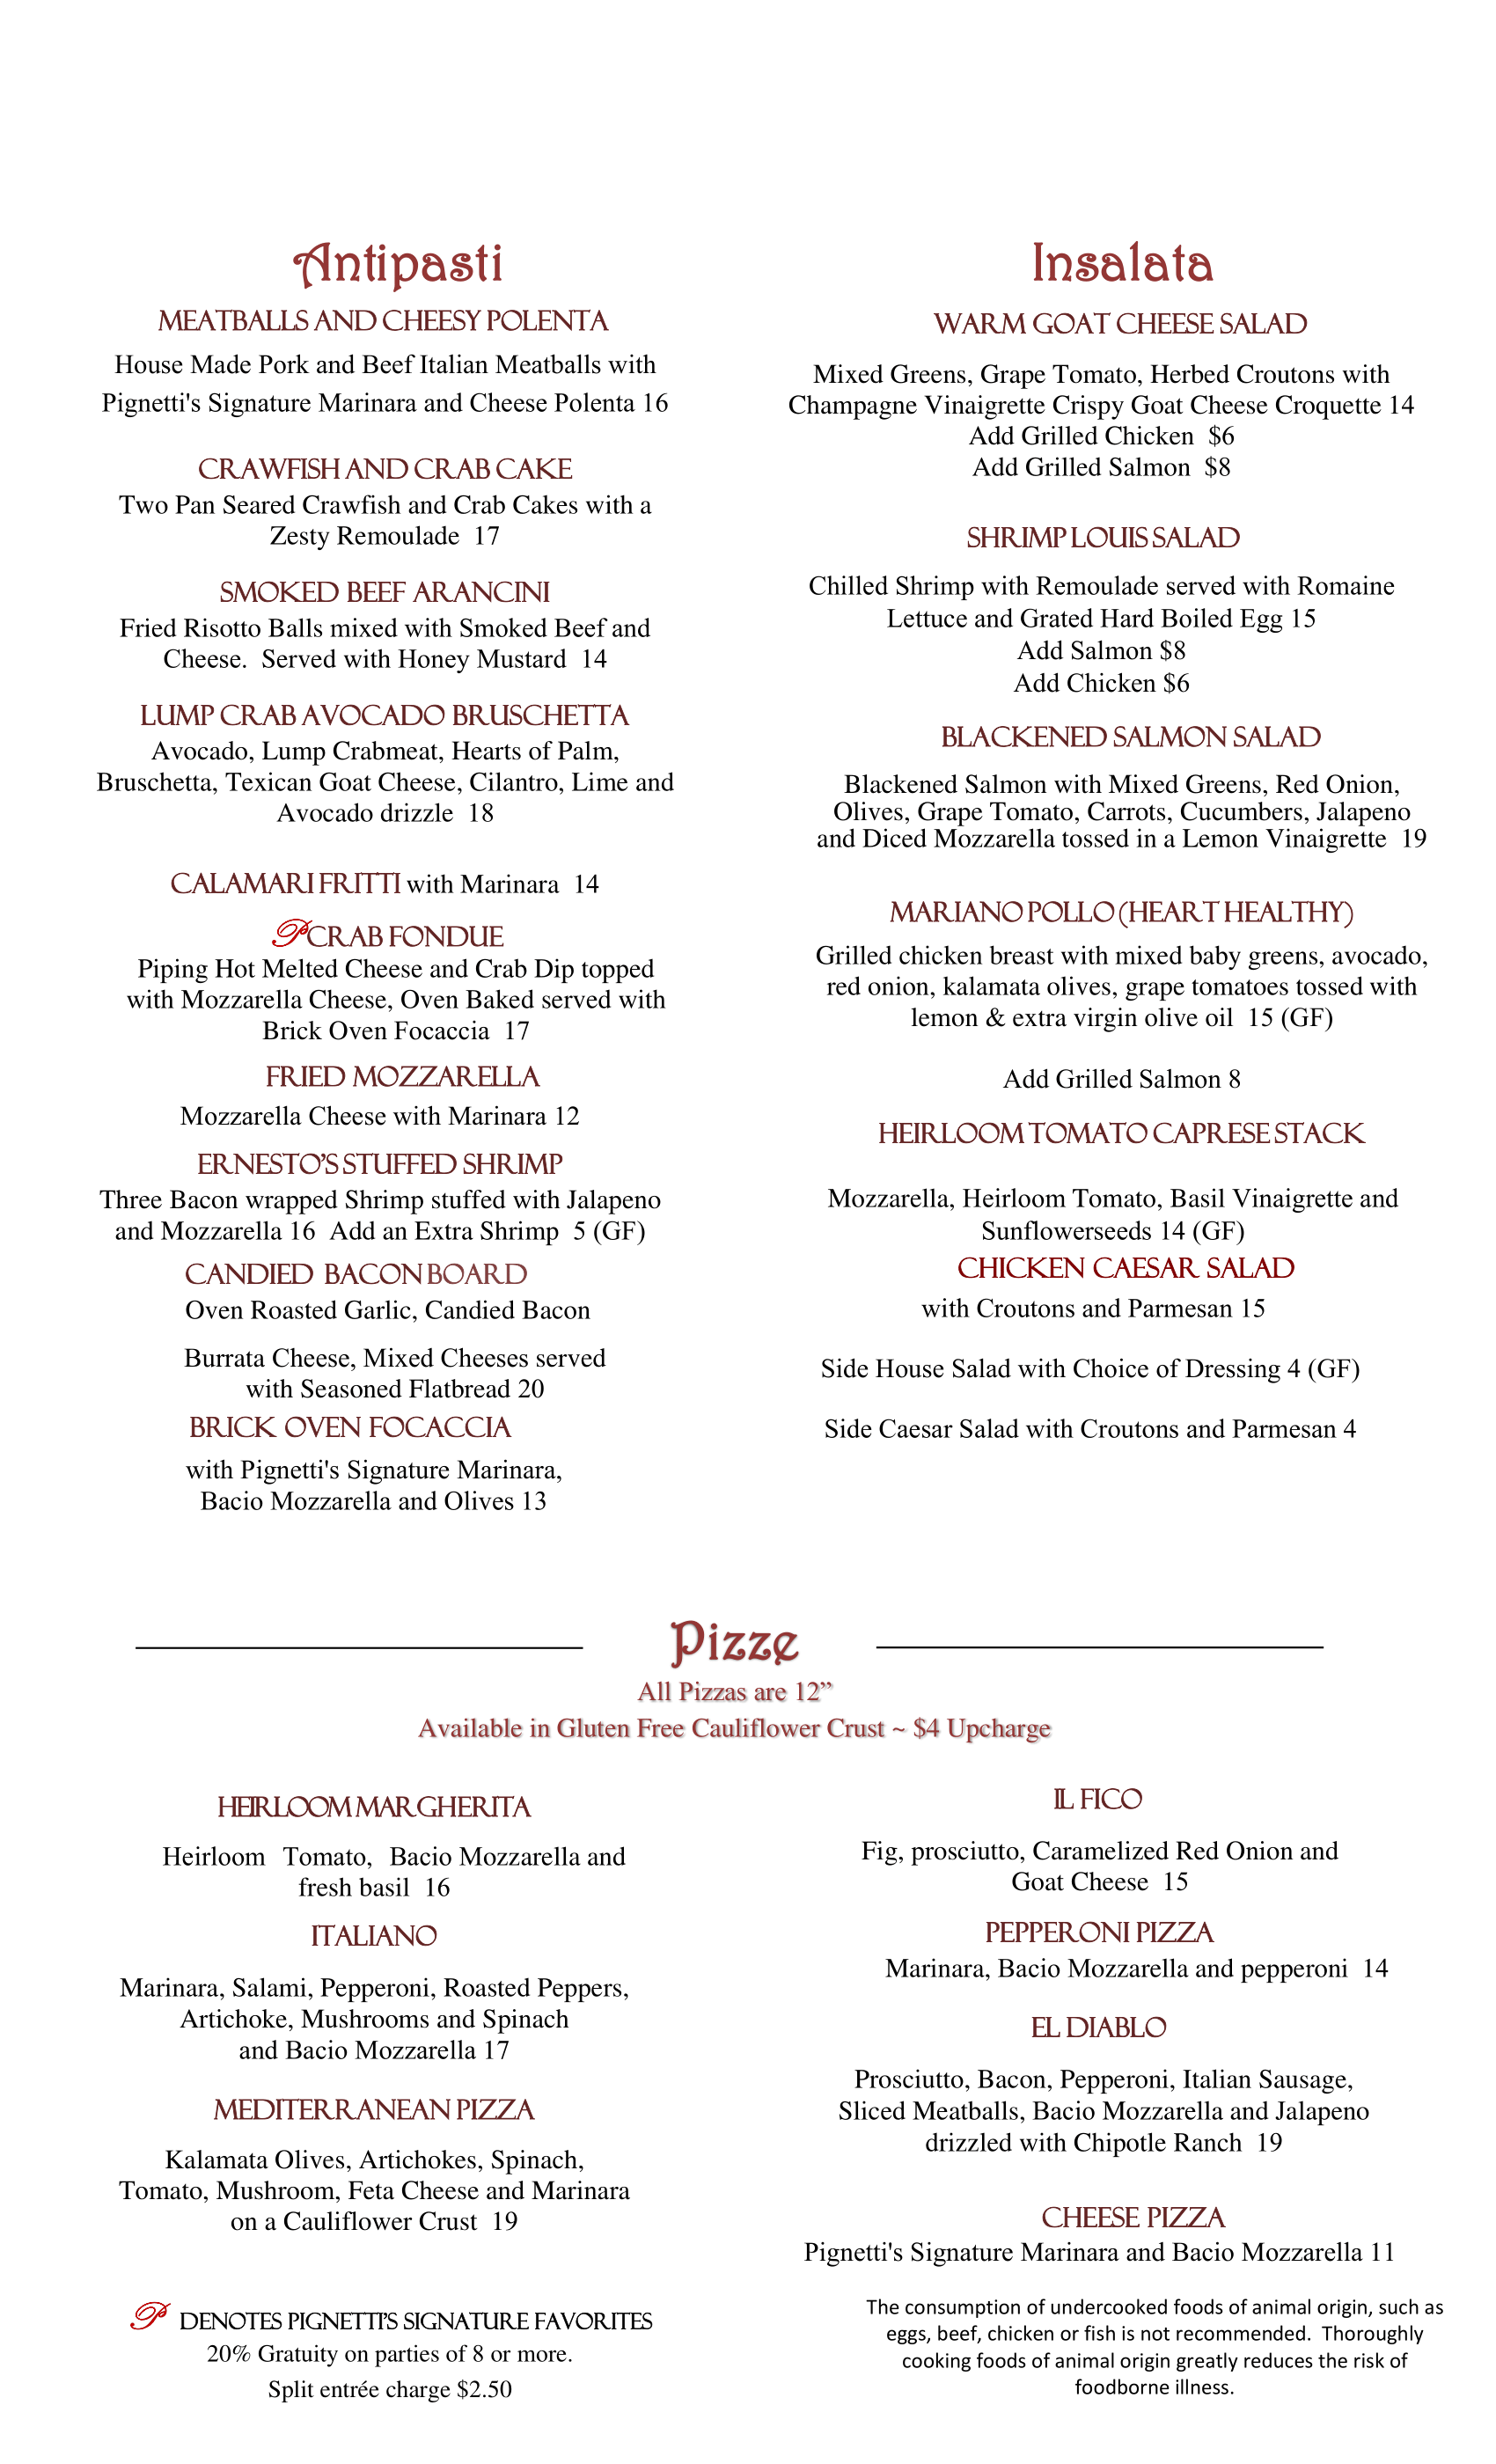 Antipasti
MEATBALLS AND CHEESY POLENTA
House Made Pork and Beef Italian Meatballs with
Pignetti's Signature Marinara and Cheese Polenta 16
CRAWFISH AND CRAB CAKE
Two Pan Seared Crawfish and Crab Cakes with a
Zesty Remoulade 17
SMOKED BEEF ARANCINI
Fried Risotto Balls mixed with Smoked Beef and
Cheese. Served with Honey Mustard 14
LUMP CRAB AVOCADO BRUSCHETTA
Avocado, Lump Crabmeat, Hearts of Palm,
Bruschetta, Texican Goat Cheese, Cilantro, Lime and
Avocado drizzle 18
CALAMARI FRITTI with Marinara 14
P CRAB FONDUE
Piping Hot Melted Cheese and Crab Dip topped
with Mozzarella Cheese, Oven Baked served with
Brick Oven Focaccia 17
FRIED MOZZARELLA
Mozzarella Cheese with Marinara 12
ERNESTO'S STUFFED SHRIMP
Three Bacon wrapped Shrimp stuffed with Jalapeno
and Mozzarella 16 Add an Extra Shrimp 5 (GF)
CANDIED BACON BOARD
Oven Roasted Garlic, Candied Bacon
Burrata Cheese, Mixed Cheeses served
with Seasoned Flatbread 20
BRICK OVEN FOCACCIA
with Pignetti's Signature Marinara,
Bacio Mozzarella and Olives 13
Insalata
WARM GOAT CHEESE SALAD
Mixed Greens, Grape Tomato, Herbed Croutons with
Champagne Vinaigrette Crispy Goat Cheese Croquette 14
Add Grilled Chicken $6
Add Grilled Salmon $8
SHRIMP LOUIS SALAD
Chilled Shrimp with Remoulade served with Romaine
Lettuce and Grated Hard Boiled Egg 15
Add Salmon $8
Add Chicken $6
BLACKENED SALMON SALAD
Blackened Salmon with Mixed Greens, Red Onion,
Olives, Grape Tomato, Carrots, Cucumbers, Jalapeno
and Diced Mozzarella tossed in a Lemon Vinaigrette 19
MARIANO POLLO (HEART HEALTHY)
Grilled chicken breast with mixed baby greens, avocado,
red onion, kalamata olives, grape tomatoes tossed with
lemon & extra virgin olive oil 15 (GF)
Add Grilled Salmon 8
HEIRLOOM TOMATO CAPRESE STACK
Mozzarella, Heirloom Tomato, Basil Vinaigrette and
Sunflowerseeds 14 (GF)
CHICKEN CAESAR SALAD
with Croutons and Parmesan 15
Side House Salad with Choice of Dressing 4 (GF)
Side Caesar Salad with Croutons and Parmesan 4
Pizze
All Pizzas are 12”
Available in Gluten Free Cauliflower Crust ~ $4 Upcharge
HEIRLOOM MARGHERITA
Heirloom Tomato, Bacio Mozzarella and
fresh basil 16
ITALIANO
Marinara, Salami, Pepperoni, Roasted Peppers,
Artichoke, Mushrooms and Spinach
and Bacio Mozzarella 17
MEDITERRANEAN PIZZA
Kalamata Olives, Artichokes, Spinach,
Tomato, Mushroom, Feta Cheese and Marinara
on a Cauliflower Crust 19
IL FICO
Fig, prosciutto, Caramelized Red Onion and
Goat Cheese 15
PEPPERONI PIZZA
Marinara, Bacio Mozzarella and pepperoni 14
EL DIABLO
Prosciutto, Bacon, Pepperoni, Italian Sausage,
Sliced Meatballs, Bacio Mozzarella and Jalapeno
drizzled with Chipotle Ranch 19
CHEESE PIZZA
Pignetti's Signature Marinara and Bacio Mozzarella 11
P DENOTES PIGNETTI'S SIGNATURE FAVORITES
20% Gratuity on parties of 8 or more.
Split entrée charge $2.50
The consumption of undercooked foods of animal origin, such as
eggs, beef, chicken or fish is not recommended. Thoroughly
cooking foods of animal origin greatly reduces the risk of
foodborne illness.